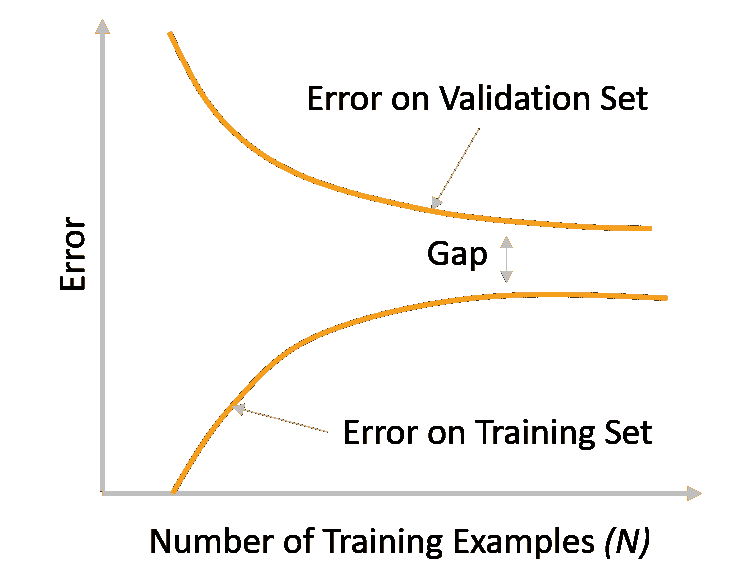 Error on Validation Set
Error
Gap
Error on Training Set
Number of Training Examples (N)